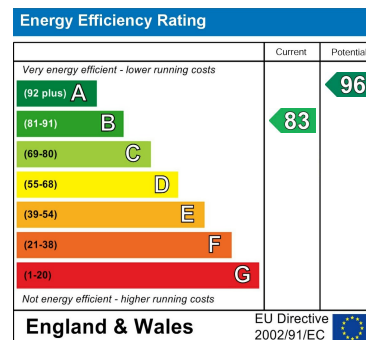 Energy Efficiency Rating
Current Potential
Very energy efficient - lower running costs
(92 plus) A
96
(81-91) B
83
(69-80) C
(55-68) D
(39-54) E
(21-38) F
(1-20) G
Not energy efficient - higher running costs
England & Wales
EU Directive
2002/91/EC